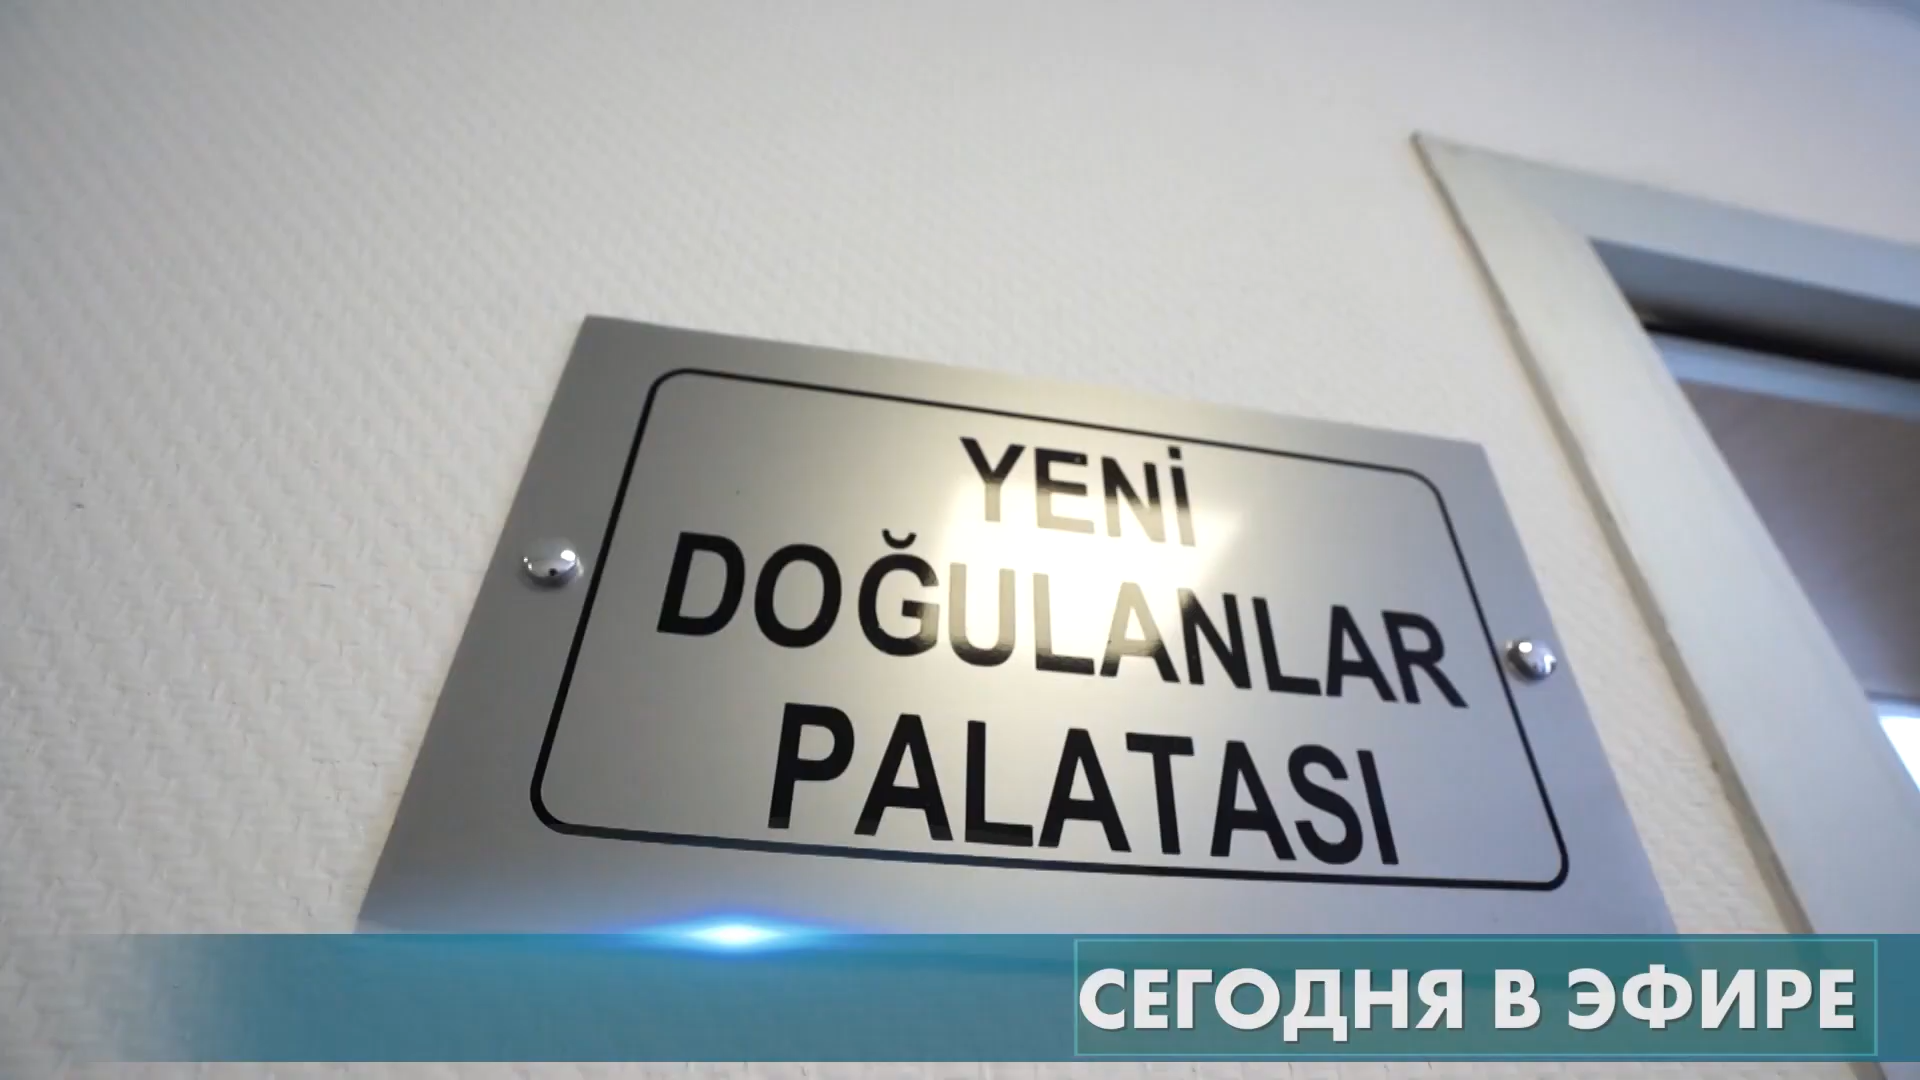 YENİ
DOĞULANLAR
PALATASI
СЕГОДНЯ В ЭФИРЕ